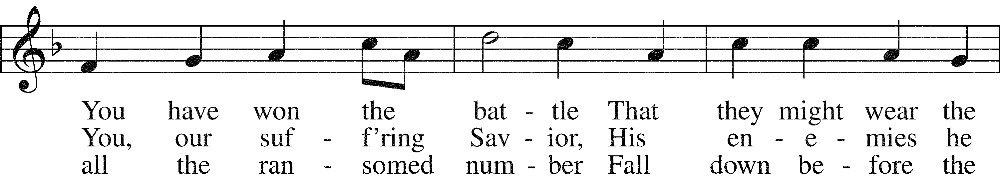 You have won the bat - tle That they might wear the
You, our suf - f’ring Sav - ior, His en - e - mies he
all the ran - somed num - ber Fall down be - fore the